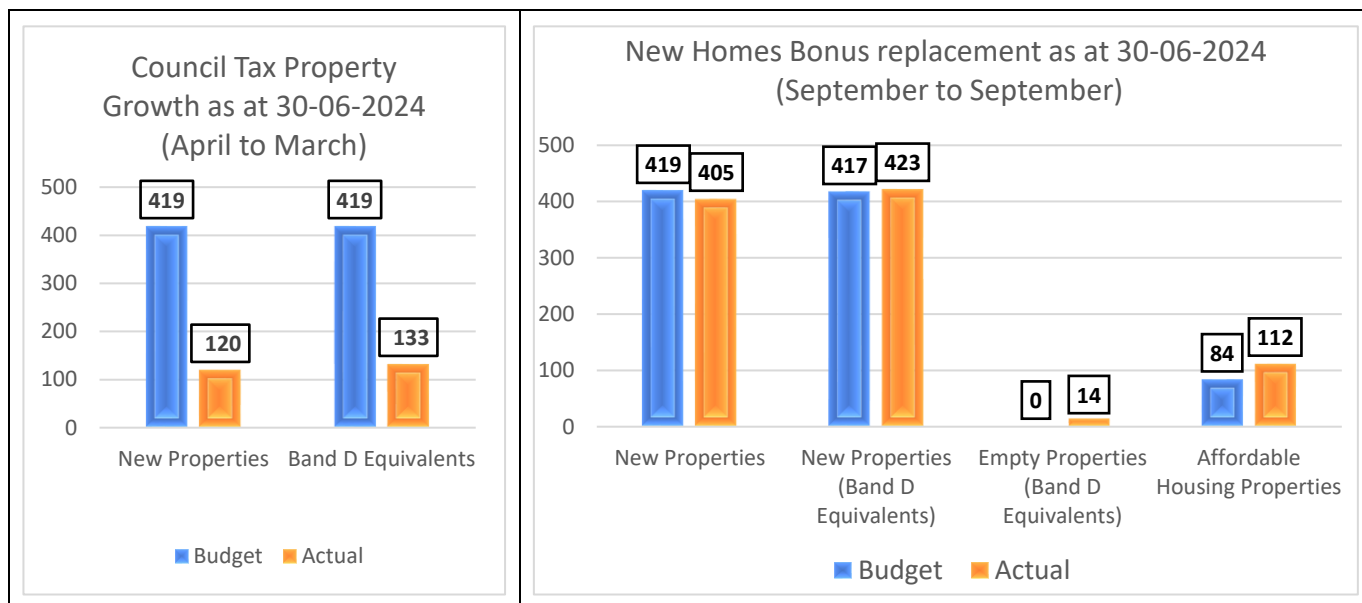 Council Tax Property
Growth as at 30-06-2024
(April to March)
500
400
300
200
100
0
419
120
419
133
New Properties
Band D Equivalents
Budget
Actual
New Homes Bonus replacement as at 30-06-2024
(September to September)
500
400
300
200
100
0
419
405
417
423
0
14
84
112
New Properties
New Properties
(Band D
Equivalents)
Empty Properties
(Band D
Equivalents)
Affordable
Housing Properties
Budget
Actual